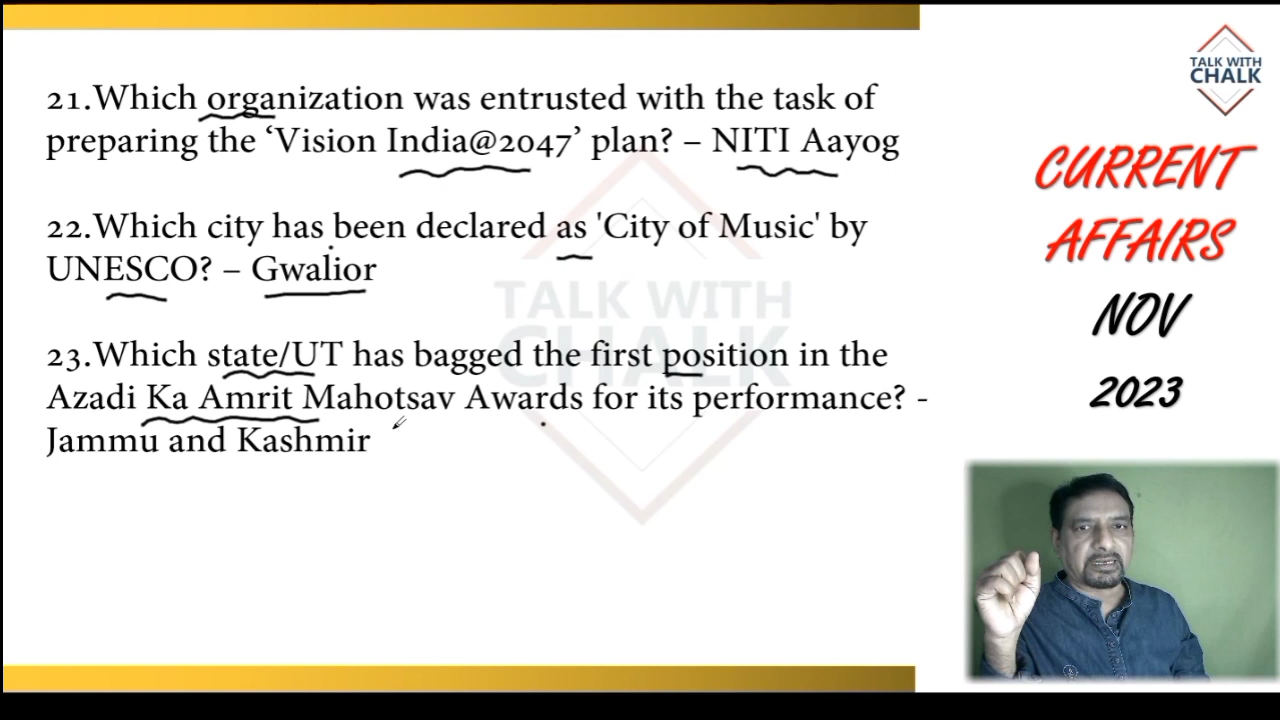 21.Which organization was entrusted with the task of
preparing the ‘Vision India@2047’ plan? – NITI Aayog
22.Which city has been declared as 'City of Music' by
UNESCO? – Gwalior
23.Which state/UT has bagged the first position in the
Azadi Ka Amrit Mahotsav Awards for its performance? -
Jammu and Kashmir
TALK WITH
CHALK
TALK WITH
CHALK
CURRENT
AFFAIRS
NOV
2023